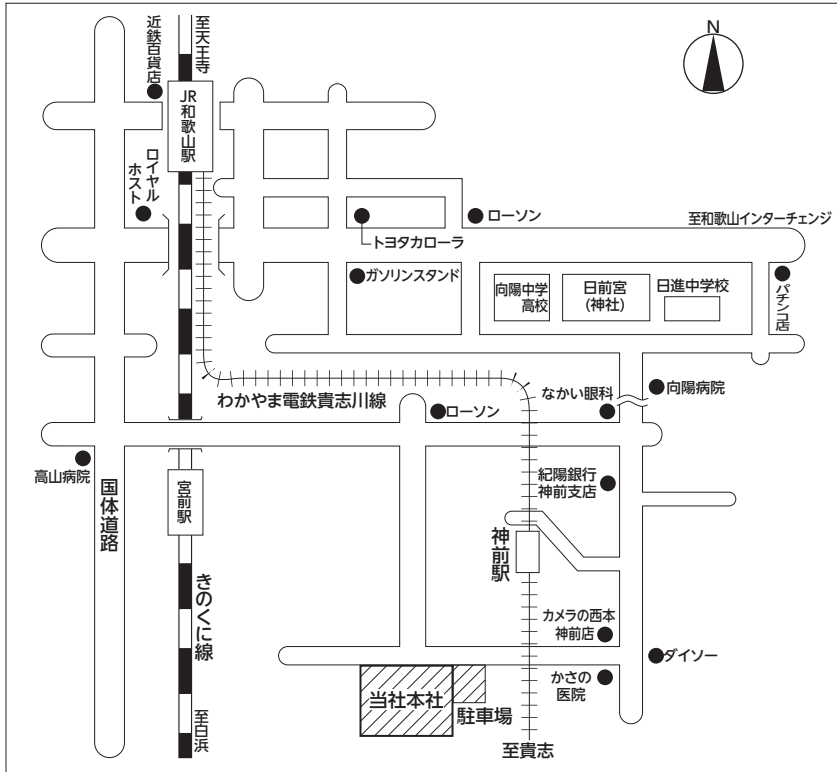 近鉄百貨店
至天王寺
N
JR和歌山駅
ロイヤル
ホスト
ローソン
至和歌山インターチェンジ
トヨタカローラ
ガソリンスタンド
向陽中学
高校
日前宮
(神社)
日進中学校
パチンコ店
わかやま電鉄貴志川線
なかい眼科
向陽病院
ローソン
高山病院
国体道路
宮前駅
紀陽銀行
神前支店
神前駅
きのくに線
カメラの西本
神前店
ダイソー
当社本社
駐車場
かさの
医院
至白浜
至貴志